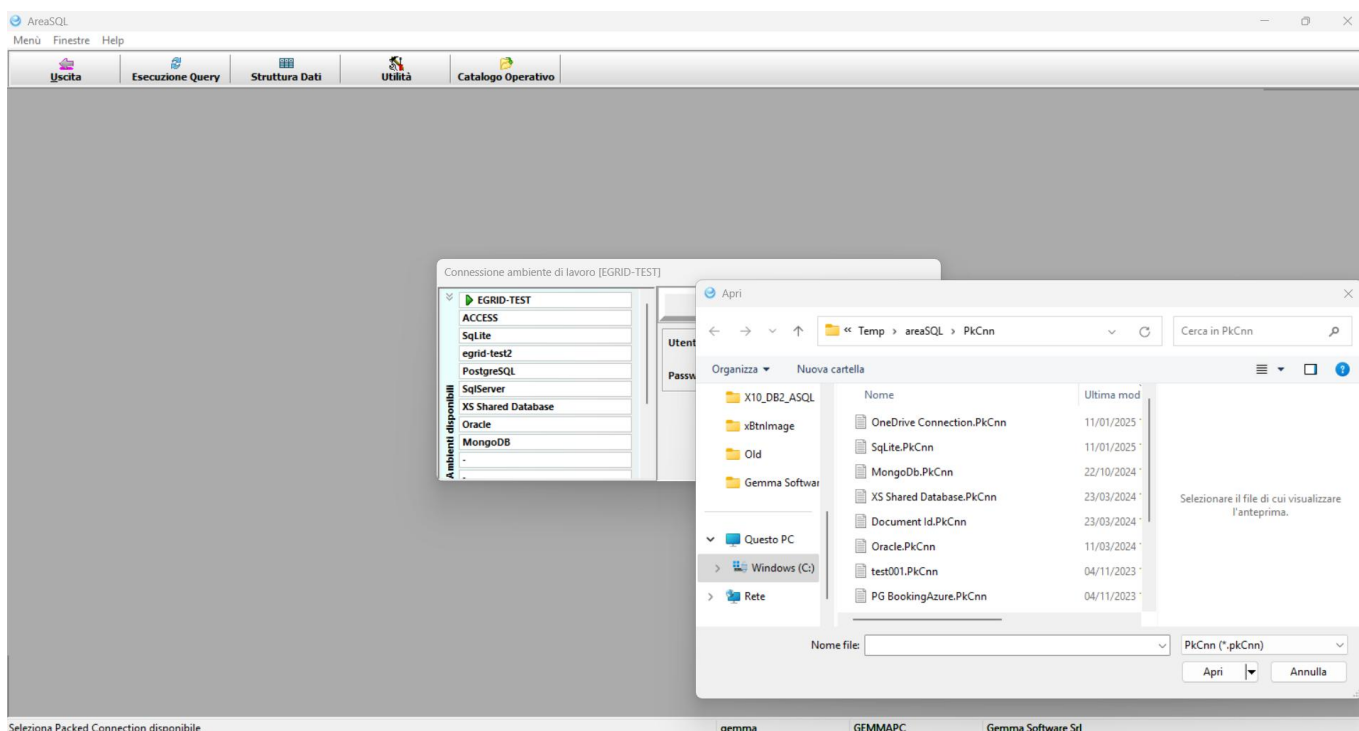 AreaSQL
Menù Finestre Help
Uscita
Esecuzione Query
Struttura Dati
Utilità
Catalogo Operativo
Connessione ambiente di lavoro [EGRID-TEST]
Ambienti disponibili
EGRID-TEST
ACCESS
SqLite
egrid-test2
PostgreSQL
SqlServer
XS Shared Database
Oracle
MongoDB
-
-
Utent
Passw
Apri
« Temp > areaSQL > PkCnn
Cerca in PkCnn
Organizza
Nuova cartella
X10_DB2_ASQL
xBtnImage
Old
Gemma Softwar
Questo PC
Windows (C:)
Rete
Nome Ultima mod
OneDrive Connection.PkCnn 11/01/2025
SqLite.PkCnn 11/01/2025
MongoDb.PkCnn 22/10/2024
XS Shared Database.PkCnn 23/03/2024
Document Id.PkCnn 23/03/2024
Oracle.PkCnn 11/03/2024
test001.PkCnn 04/11/2023
PG BookingAzure.PkCnn 04/11/2023
Selezionare il file di cui visualizzare
l'anteprima.
Nome file:
PkCnn (*.pkCnn)
Apri
Annulla
Seleziona Packed Connection disponibile
gemma
GEMMAPC
Gemma Software Srl